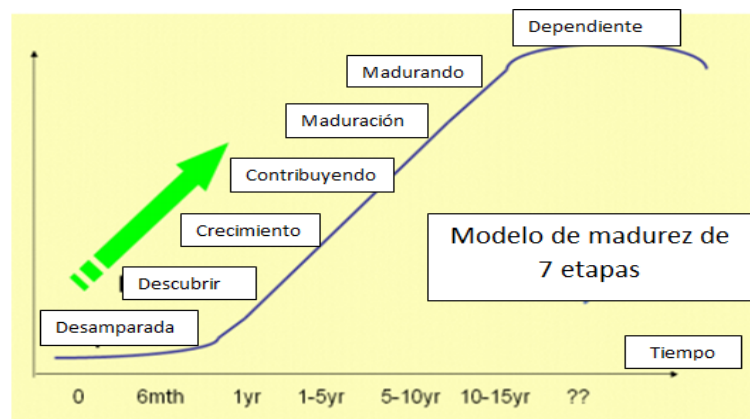 Dependiente
Madurando
Maduración
Contribuyendo
Crecimiento
Modelo de madurez de
7 etapas
Descubrir
Desamparada
Tiempo
0 6mth 1yr 1-5yr 5-10yr 10-15yr ??